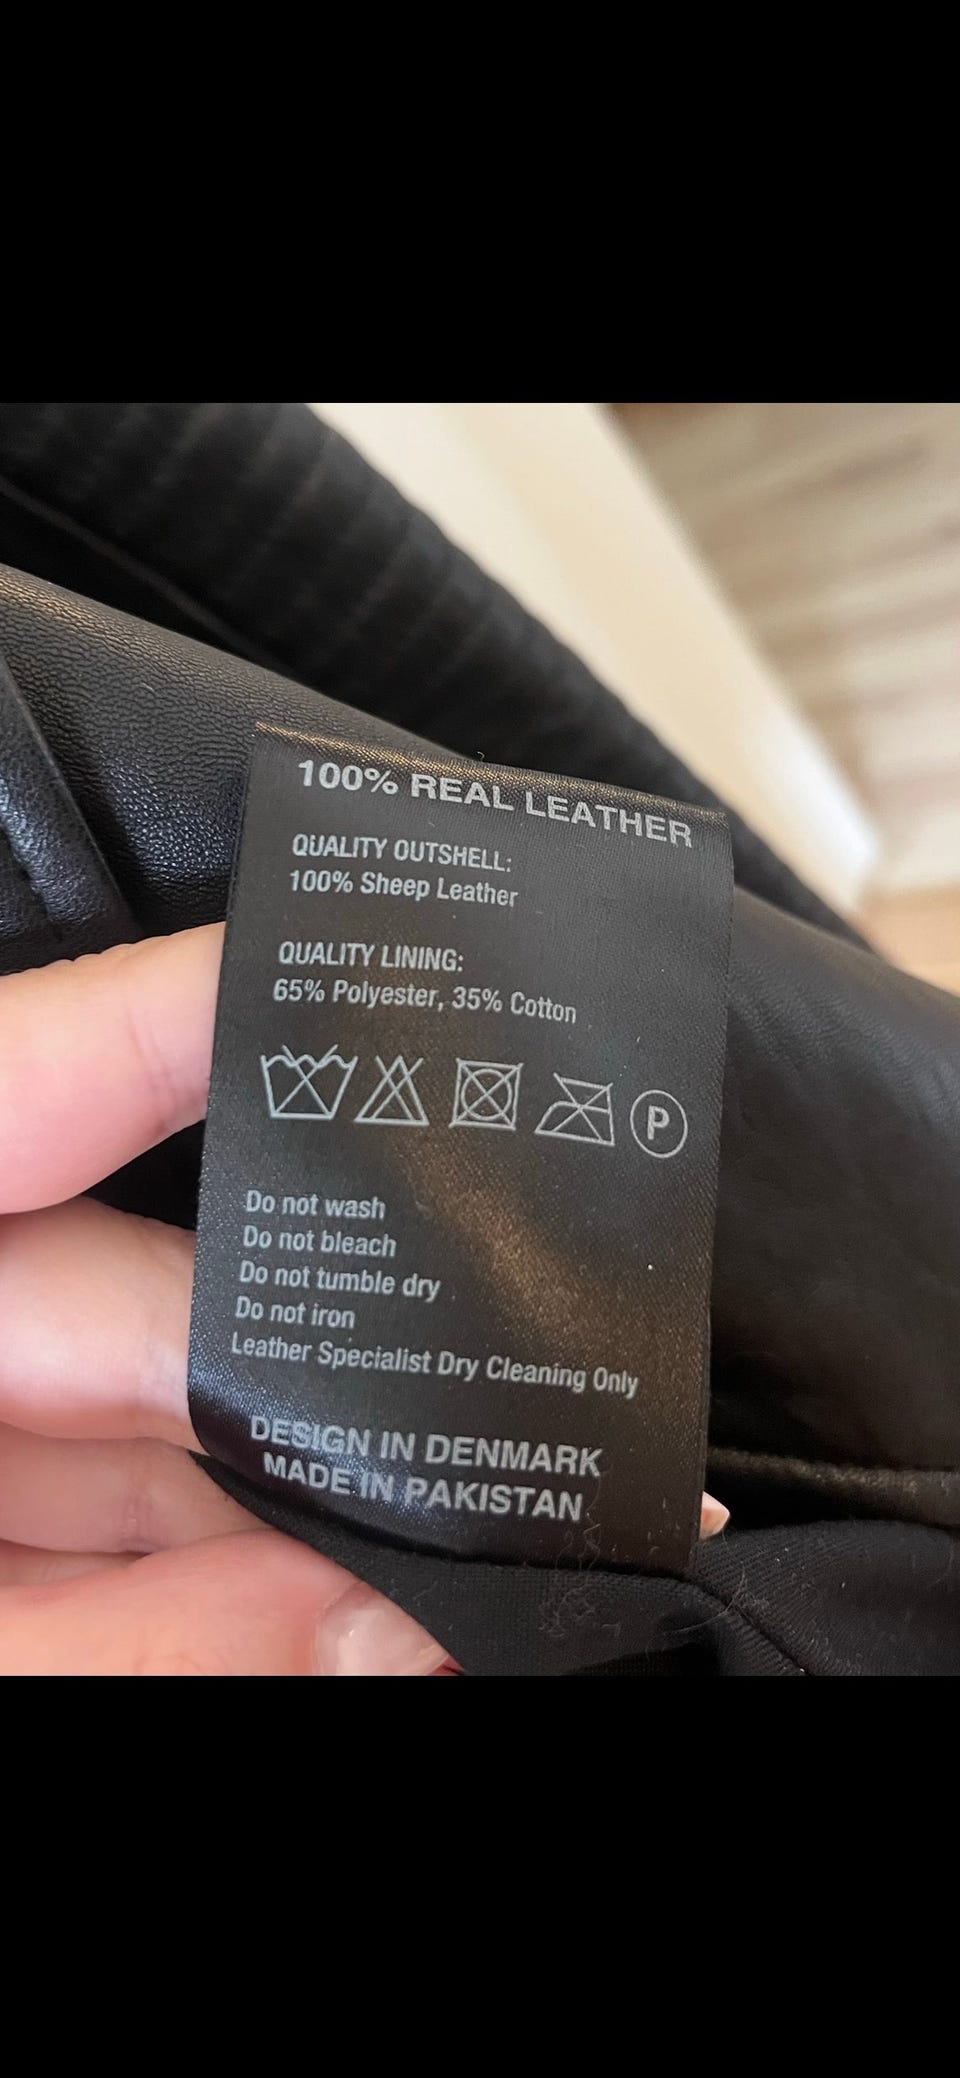 100% REAL LEATHER
QUALITY OUTSHELL:
100% Sheep Leather
QUALITY LINING:
65% Polyester, 35% Cotton
P
Do not wash
Do not bleach
Do not tumble dry
Do not iron
Leather Specialist Dry Cleaning Only
DESIGN IN DENMARK
MADE IN PAKISTAN